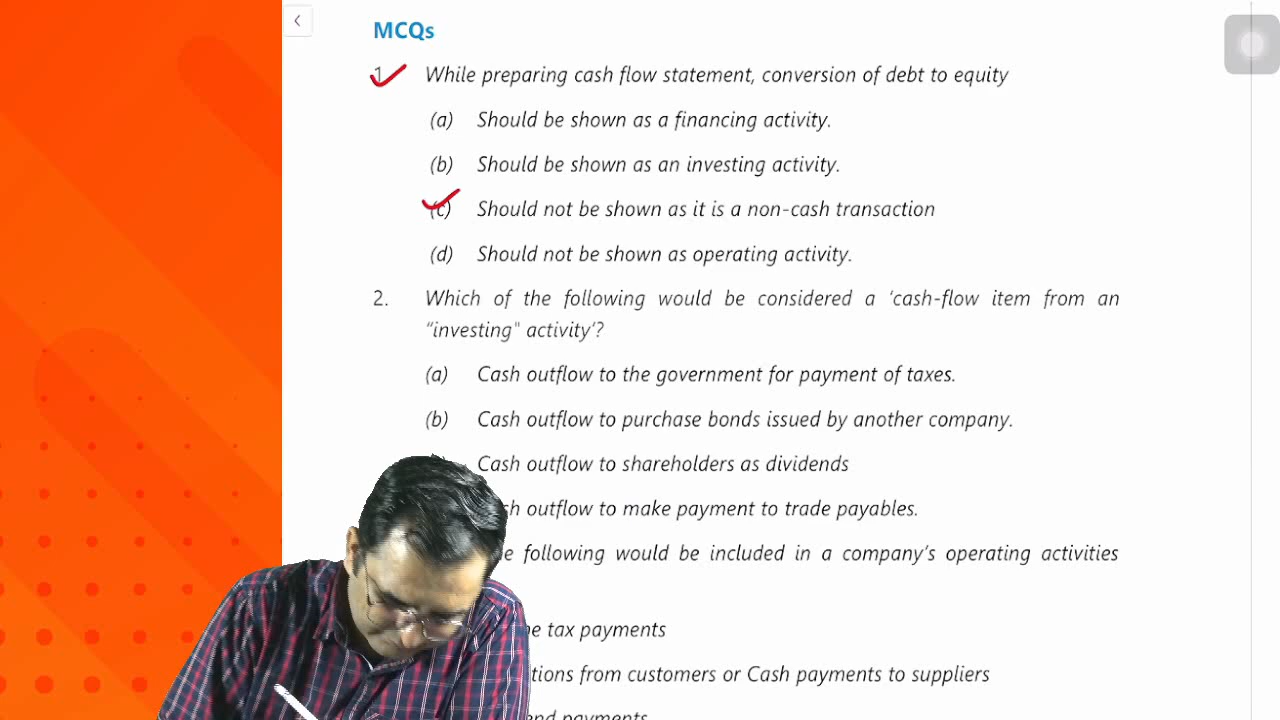 MCQs
1. While preparing cash flow statement, conversion of debt to equity
(a) Should be shown as a financing activity.
(b) Should be shown as an investing activity.
(c) Should not be shown as it is a non-cash transaction
(d) Should not be shown as operating activity.
2. Which of the following would be considered a ‘cash-flow item from an
“investing" activity’?
(a) Cash outflow to the government for payment of taxes.
(b) Cash outflow to purchase bonds issued by another company.
Cash outflow to shareholders as dividends
outflow to make payment to trade payables.
following would be included in a company’s operating activities
tax payments
from customers or Cash payments to suppliers
payments